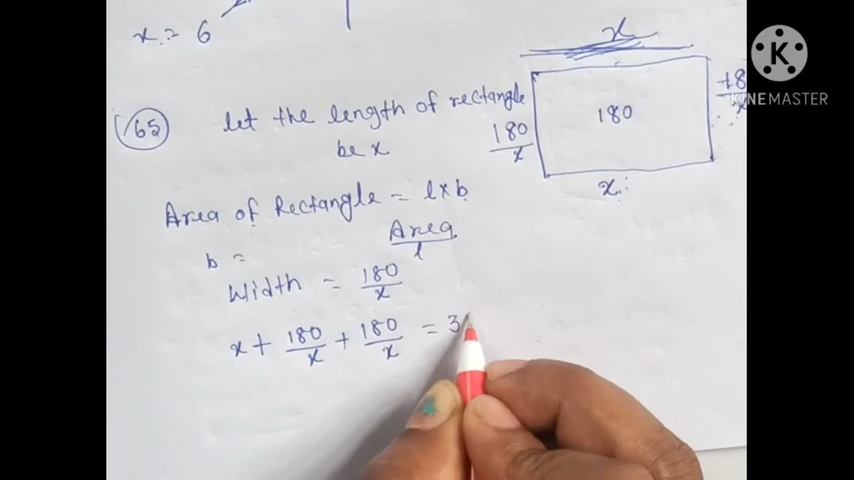 x = 6
x
65 let the length of rectangle
be x
180
180/x
18
x
x
KINEMASTER
Area of Rectangle = l x b
b = Area/l
Width = 180/x
x + 180/x + 180/x = 3